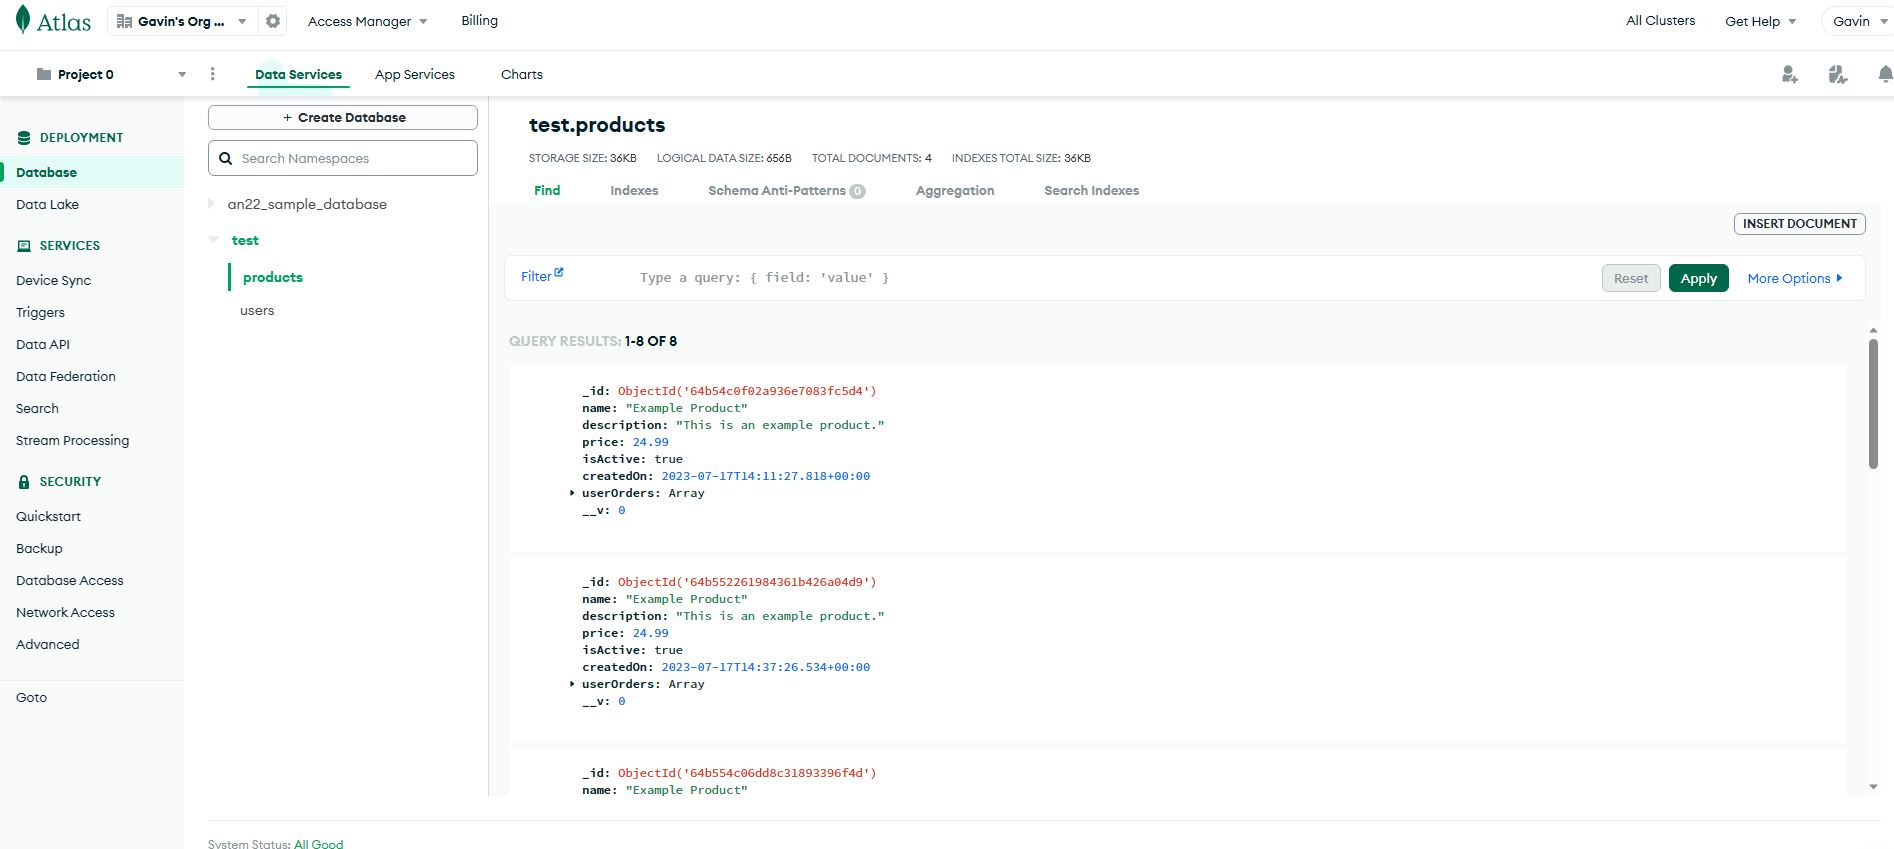 Atlas
Gavin's Org ...
Access Manager
Billing
All Clusters
Get Help
Gavin
Project 0
Data Services
App Services
Charts
DEPLOYMENT
Database
Data Lake
SERVICES
Device Sync
Triggers
Data API
Data Federation
Search
Stream Processing
SECURITY
Quickstart
Backup
Database Access
Network Access
Advanced
Goto
+ Create Database
Search Namespaces
an22_sample_database
test
products
users
test.products
STORAGE SIZE: 36KB LOGICAL DATA SIZE: 656B TOTAL DOCUMENTS: 4 INDEXES TOTAL SIZE: 36KB
Find Indexes Schema Anti-Patterns 0 Aggregation Search Indexes
INSERT DOCUMENT
Filter Type a query: { field: 'value' } Reset Apply More Options
QUERY RESULTS: 1-8 OF 8
_id: ObjectId('64b54c0f02a936e7083fc5d4')
name: "Example Product"
description: "This is an example product."
price: 24.99
isActive: true
createdOn: 2023-07-17T14:11:27.818+00:00
userOrders: Array
__v: 0
_id: ObjectId('64b552261984361b426a04d9')
name: "Example Product"
description: "This is an example product."
price: 24.99
isActive: true
createdOn: 2023-07-17T14:37:26.534+00:00
userOrders: Array
__v: 0
_id: ObjectId('64b554c06dd8c31893396f4d')
name: "Example Product"
System Status: All Good